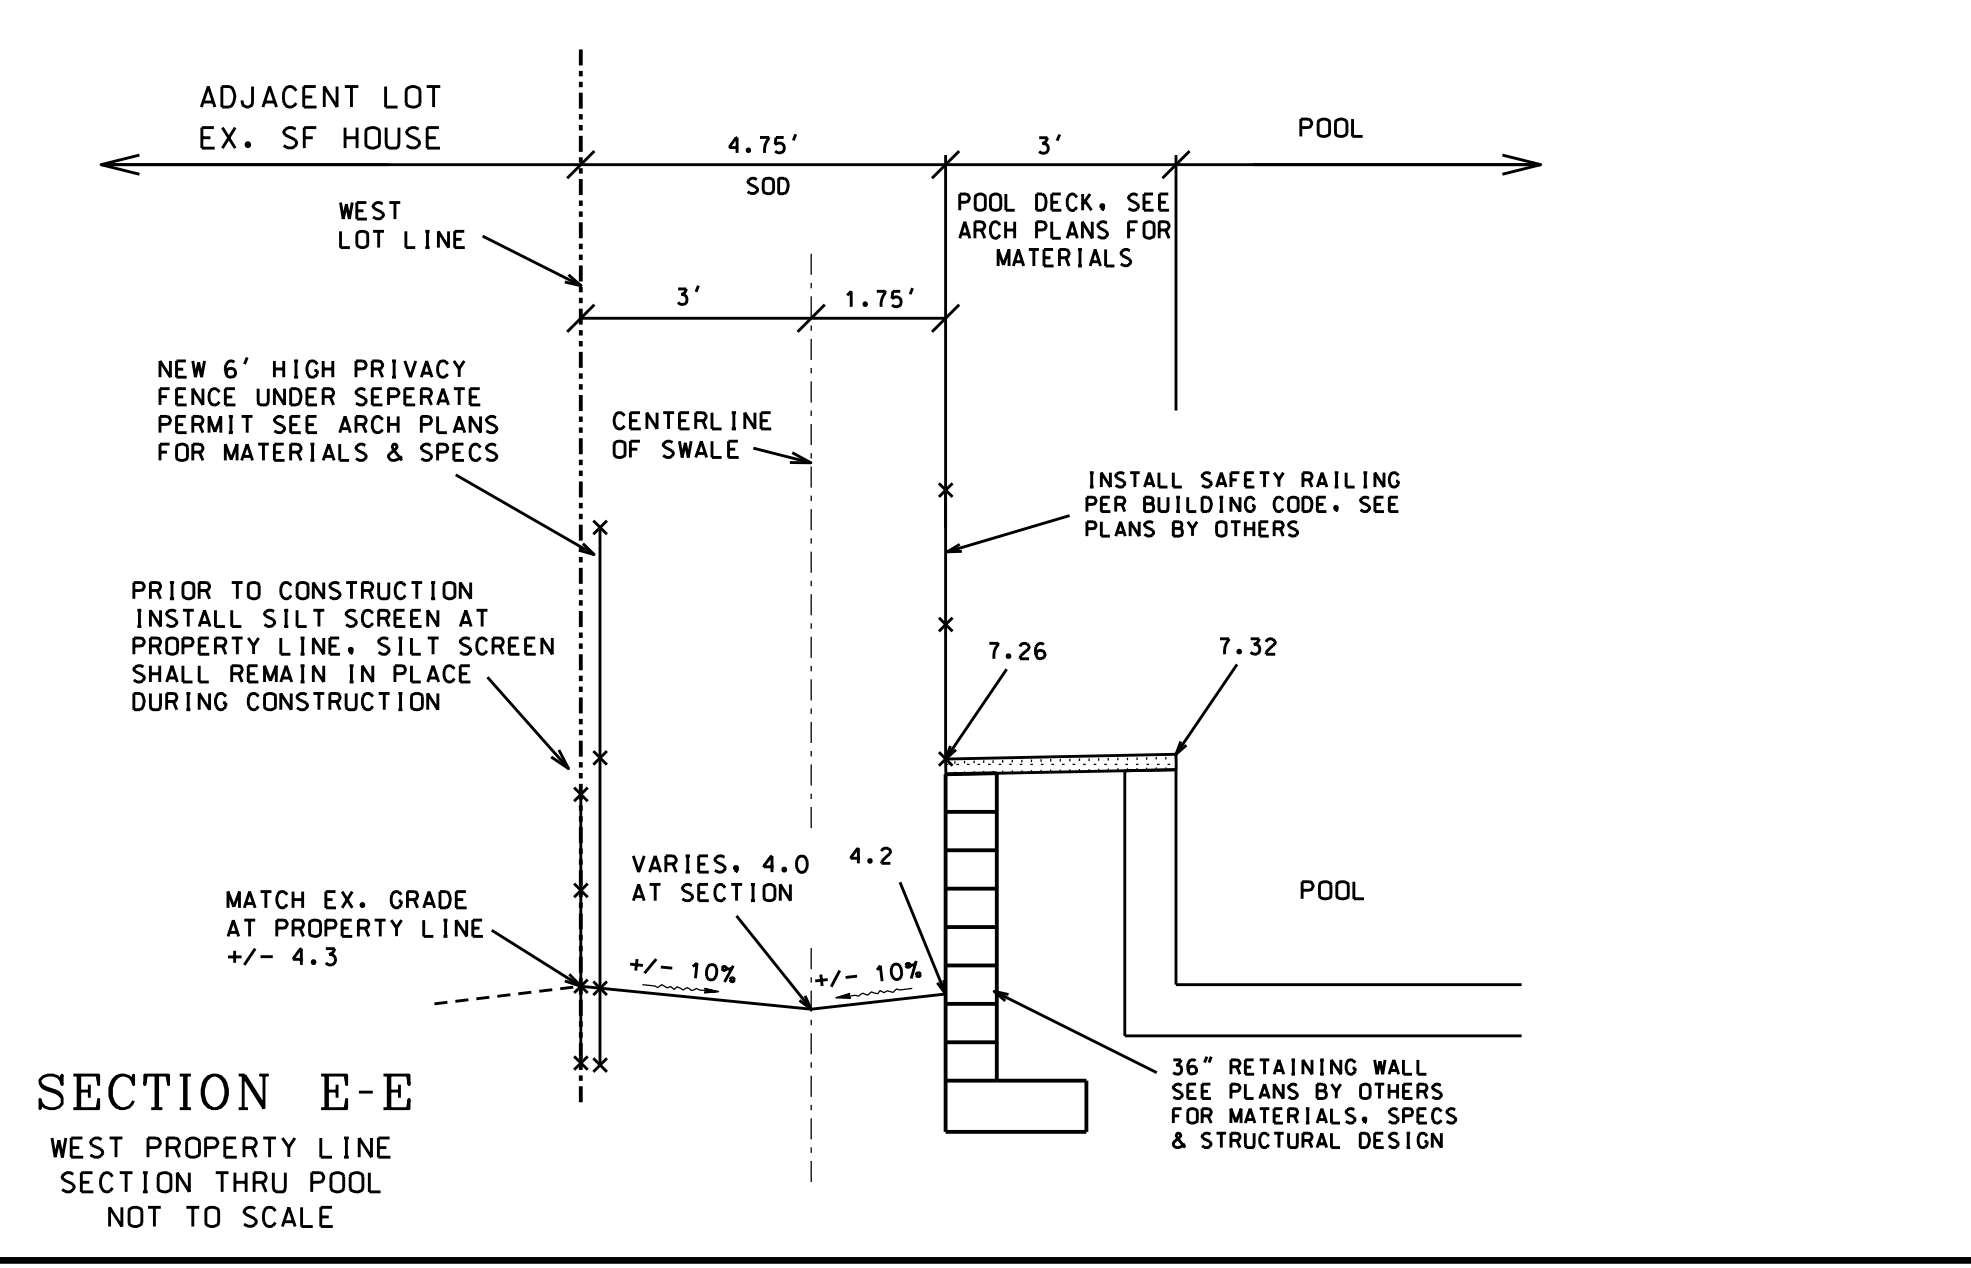 ADJACENT LOT
EX. SF HOUSE
4.75'
SOD
3'
POOL
WEST
LOT LINE
POOL DECK, SEE
ARCH PLANS FOR
MATERIALS
3'
1.75'
NEW 6' HIGH PRIVACY
FENCE UNDER SEPERATE
PERMIT SEE ARCH PLANS
FOR MATERIALS & SPECS
CENTERLINE
OF SWALE
INSTALL SAFETY RAILING
PER BUILDING CODE, SEE
PLANS BY OTHERS
PRIOR TO CONSTRUCTION
INSTALL SILT SCREEN AT
PROPERTY LINE, SILT SCREEN
SHALL REMAIN IN PLACE
DURING CONSTRUCTION
7.26
7.32
VARIES, 4.0
AT SECTION
4.2
MATCH EX. GRADE
AT PROPERTY LINE
+/- 4.3
+/- 10%
+/- 10%
POOL
36" RETAINING WALL
SEE PLANS BY OTHERS
FOR MATERIALS, SPECS
& STRUCTURAL DESIGN
SECTION E-E
WEST PROPERTY LINE
SECTION THRU POOL
NOT TO SCALE